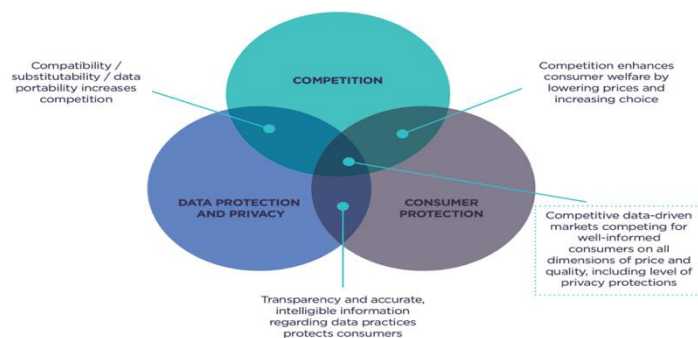 COMPETITION
Compatibility /
substitutability / data
portability increases
competition
Competition enhances
consumer welfare by
lowering prices and
increasing choice
DATA PROTECTION
AND PRIVACY
CONSUMER
PROTECTION
Competitive data-driven
markets competing for
well-informed
consumers on all
dimensions of price and
quality, including level of
privacy protections
Transparency and accurate,
intelligible information
regarding data practices
protects consumers